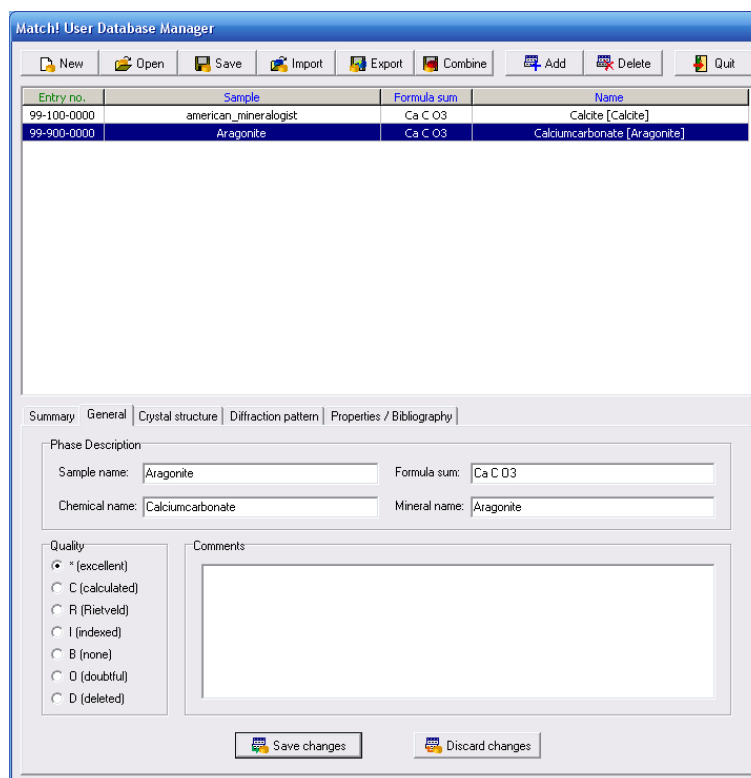 Match! User Database Manager
New Open Save Import Export Combine Add Delete Quit
Entry no. Sample Formula sum Name
99-100-0000 american_mineralogist Ca C O3 Calcite [Calcite]
99-900-0000 Aragonite Ca C O3 Calciumcarbonate [Aragonite]
Summary General Crystal structure Diffraction pattern Properties / Bibliography
Phase Description
Sample name: Aragonite Formula sum: Ca C O3
Chemical name: Calciumcarbonate Mineral name: Aragonite
Quality Comments
* (excellent)
C (calculated)
R (Rietveld)
I (indexed)
B (none)
O (doubtful)
D (deleted)
Save changes Discard changes